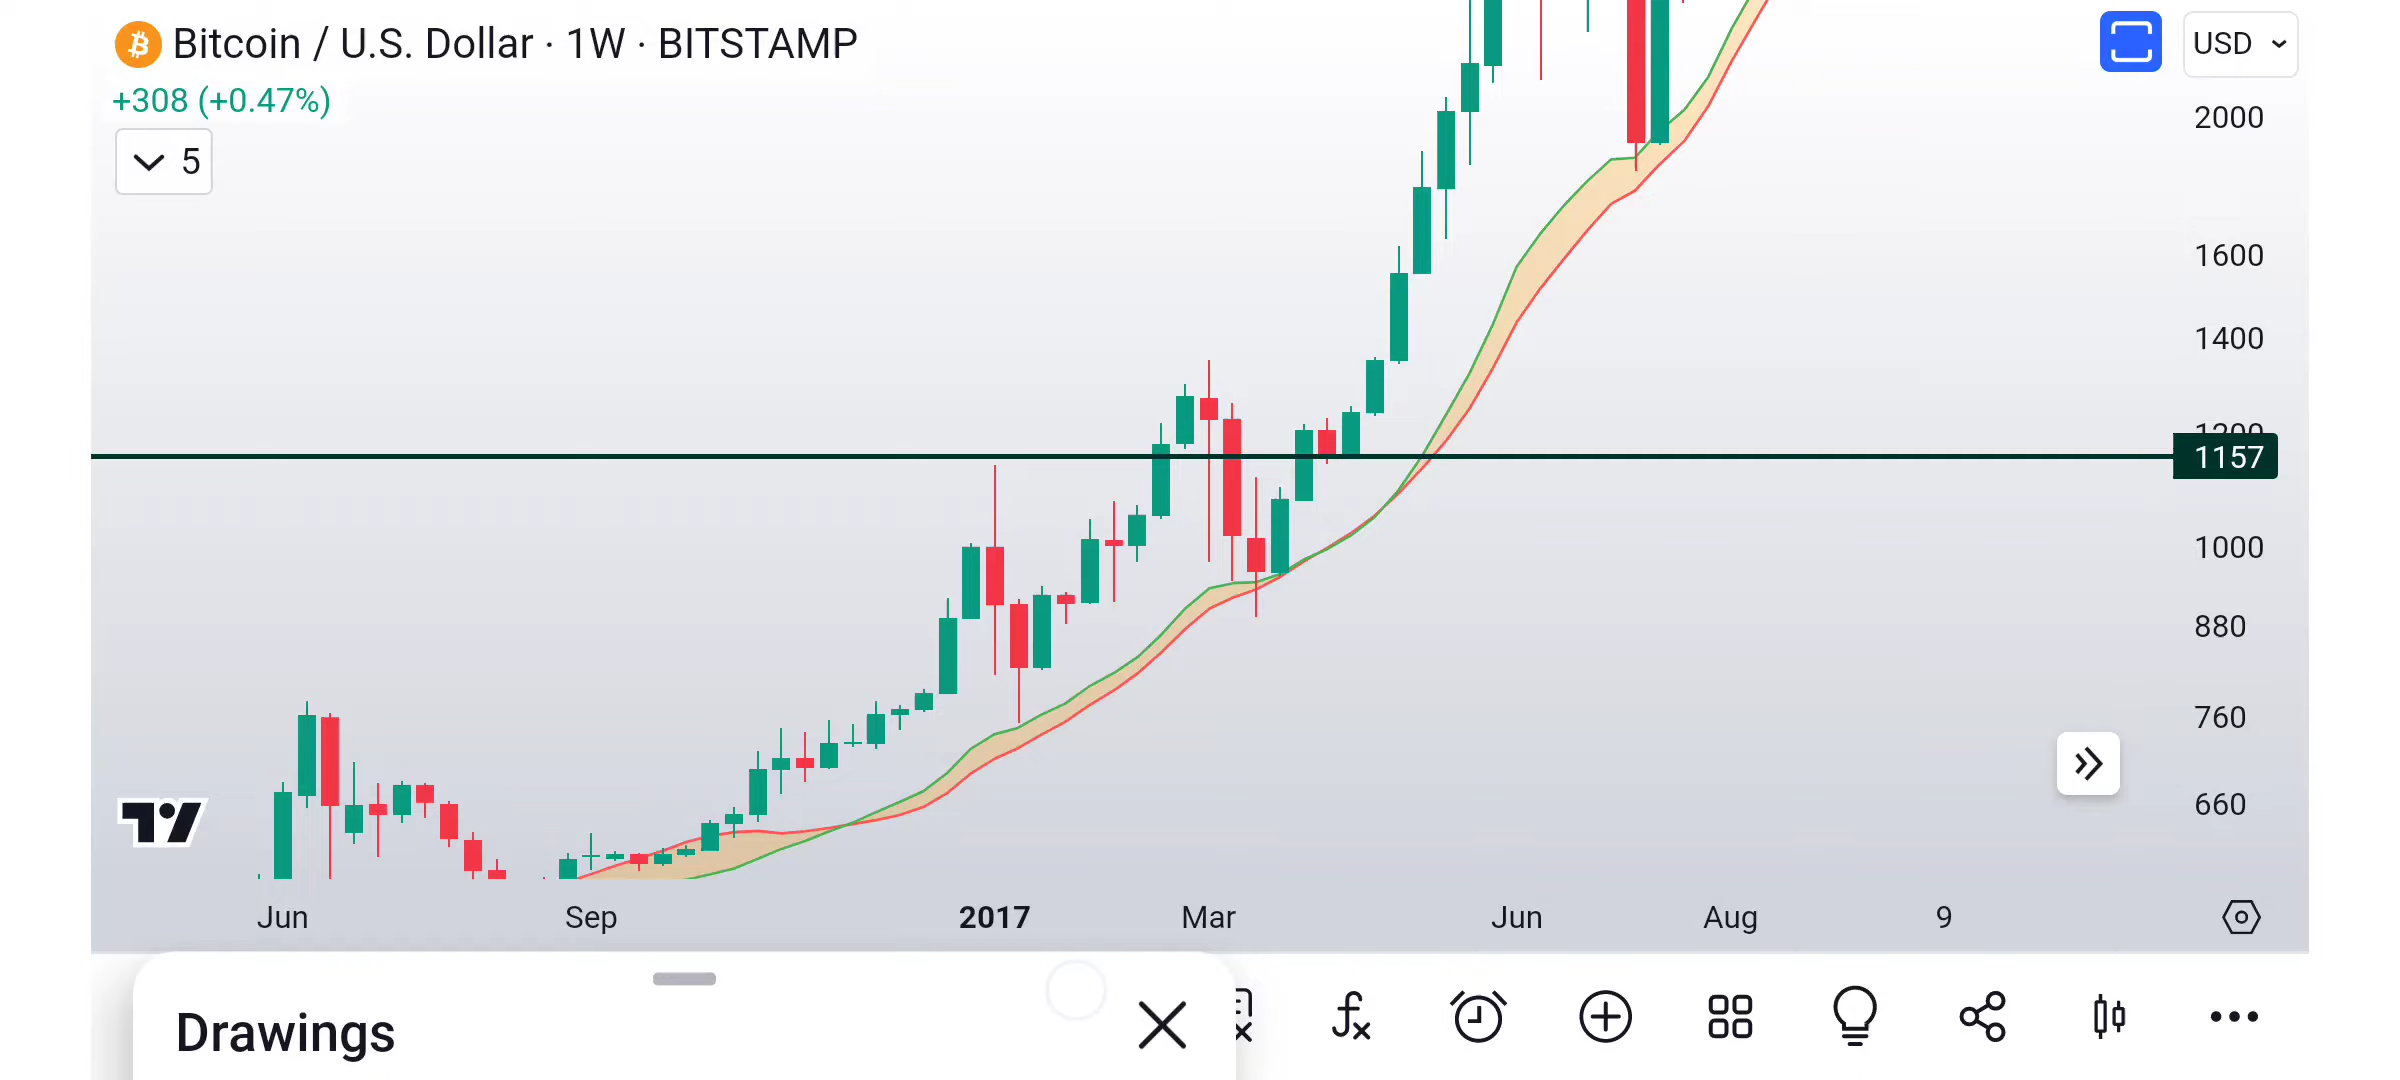 Bitcoin / U.S. Dollar · 1W · BITSTAMP
USD
+308 (+0.47%)
5
2000
1600
1400
1200
1157
1000
880
760
660
Jun Sep 2017 Mar Jun Aug 9
Drawings